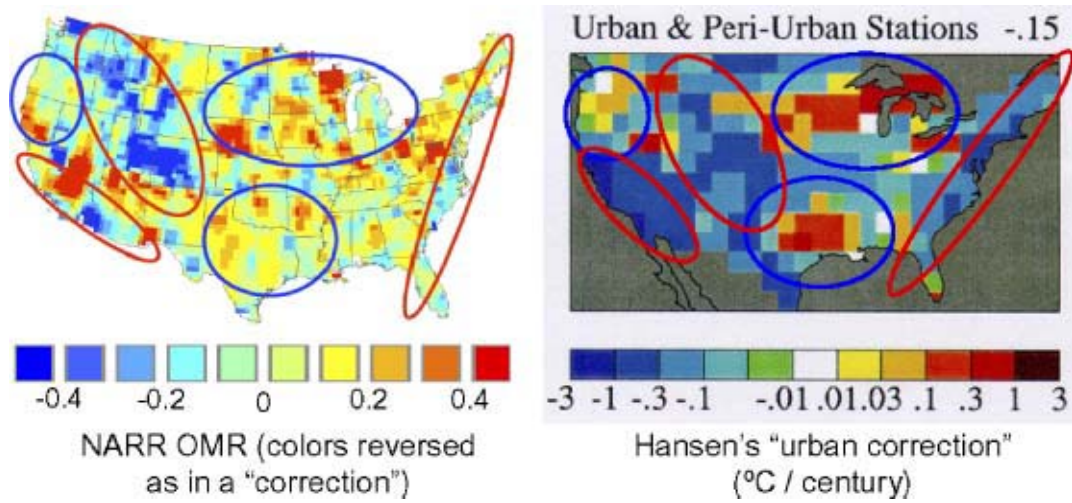 Urban & Peri-Urban Stations -.15
-0.4 -0.2 0 0.2 0.4
-3 -1 -.3 -.1 -.01 .01 .03 .1 .3 1 3
NARR OMR (colors reversed
as in a “correction”)
Hansen's “urban correction”
(ºC / century)